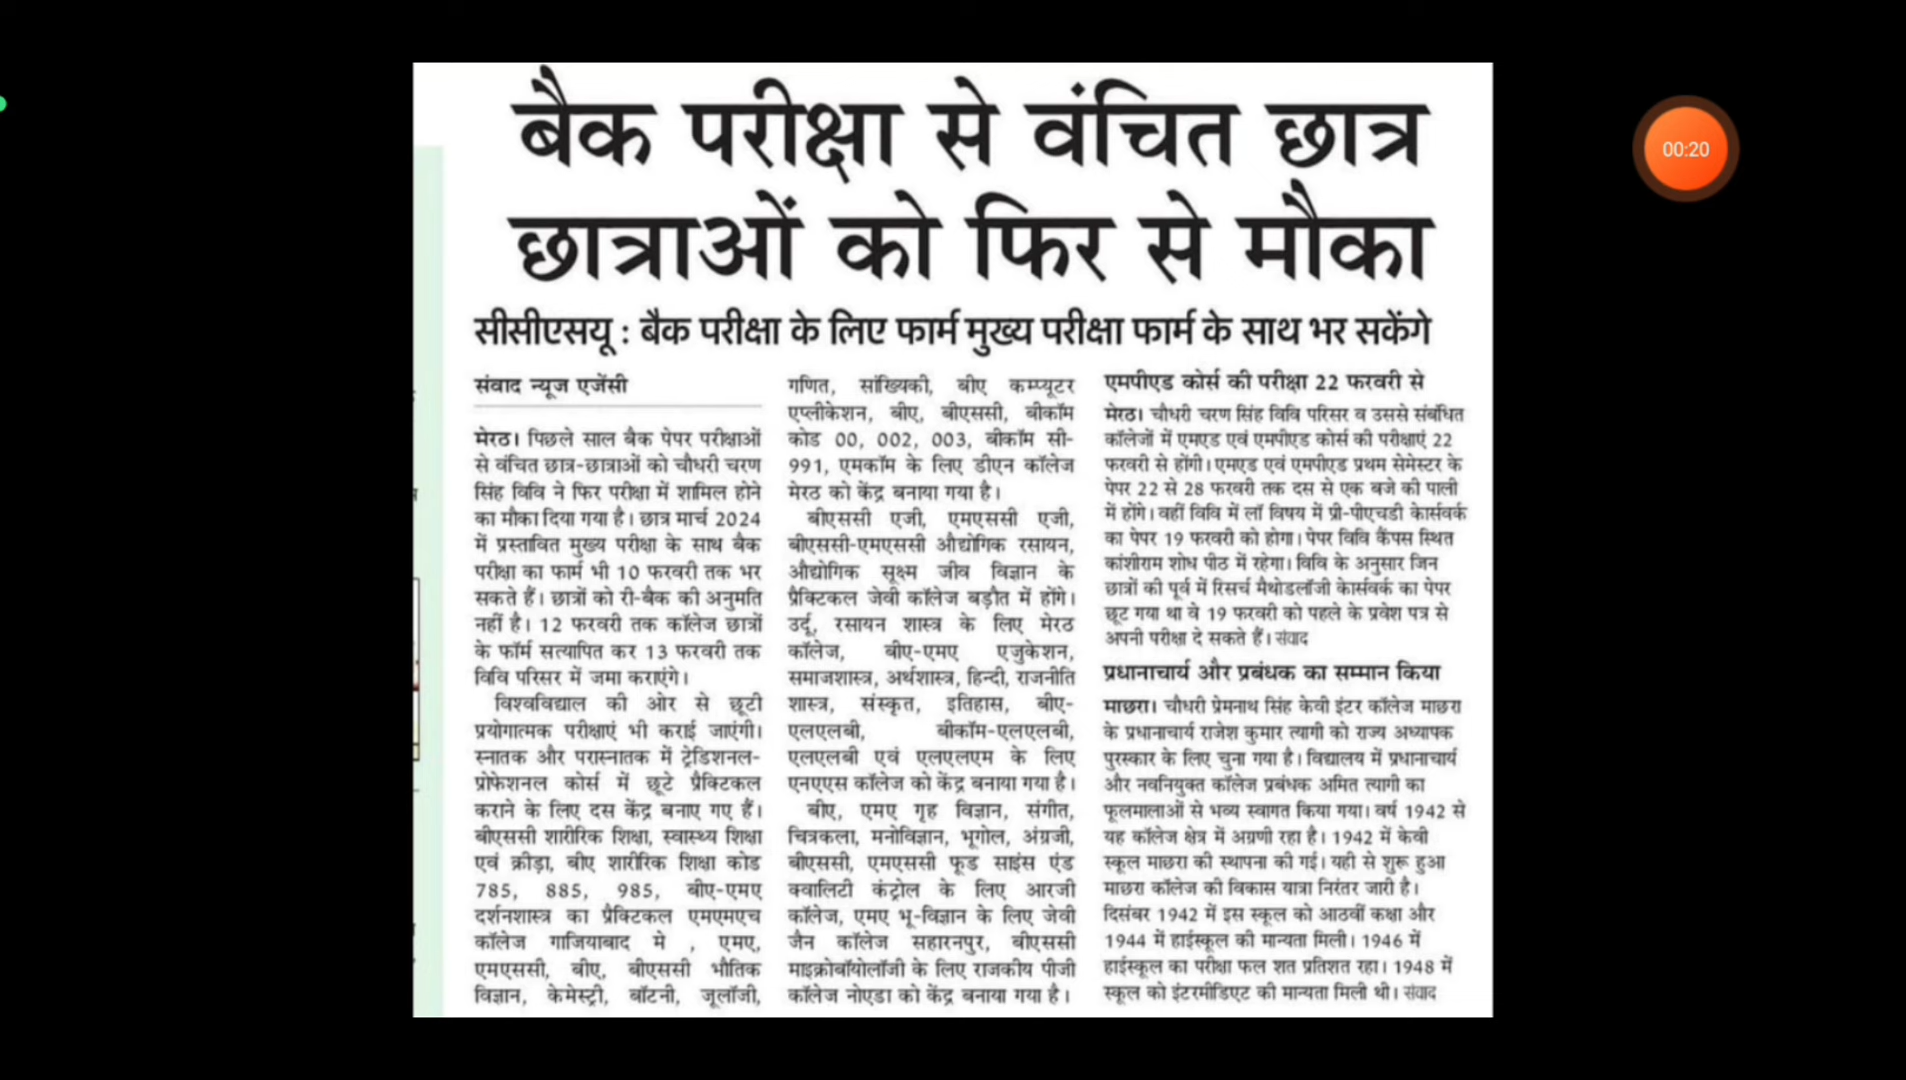 बैक परीक्षा से वंचित छात्र
छात्राओं को फिर से मौका
सीसीएसयू : बैक परीक्षा के लिए फार्म मुख्य परीक्षा फार्म के साथ भर सकेंगे
संवाद न्यूज एजेंसी
मेरठ। पिछले साल बैक पेपर परीक्षाओं
से वंचित छात्र-छात्राओं को चौधरी चरण
सिंह विवि ने फिर परीक्षा में शामिल होने
का मौका दिया गया है। छात्र मार्च 2024
में प्रस्तावित मुख्य परीक्षा के साथ बैक
परीक्षा का फार्म भी 10 फरवरी तक भर
सकते हैं। छात्रों को री-बैक की अनुमति
नहीं है। 12 फरवरी तक कॉलेज छात्रों
के फॉर्म सत्यापित कर 13 फरवरी तक
विवि परिसर में जमा कराएंगे।
विश्वविद्याल की ओर से छूटी
प्रयोगात्मक परीक्षाएं भी कराई जाएंगी।
स्नातक और परास्नातक में ट्रेडिशनल-
प्रोफेशनल कोर्स में छूटे प्रैक्टिकल
कराने के लिए दस केंद्र बनाए गए हैं।
बीएससी शारीरिक शिक्षा, स्वास्थ्य शिक्षा
एवं क्रीड़ा, बीए शारीरिक शिक्षा कोड
785, 885, 985, बीए-एमए
दर्शनशास्त्र का प्रैक्टिकल एमएमएच
कॉलेज गाजियाबाद मे , एमए,
एमएससी, बीए, बीएससी भौतिक
विज्ञान, केमेस्ट्री, बॉटनी, जूलॉजी,
गणित, सांख्यिकी, बीए कम्प्यूटर
एप्लीकेशन, बीए, बीएससी, बीकॉम
कोड 00, 002, 003, बीकॉम सी-
991, एमकॉम के लिए डीएन कॉलेज
मेरठ को केंद्र बनाया गया है।
बीएससी एजी, एमएससी एजी,
बीएससी-एमएससी औद्योगिक रसायन,
औद्योगिक सूक्ष्म जीव विज्ञान के
प्रैक्टिकल जेवी कॉलेज बड़ौत में होंगे।
उर्दू, रसायन शास्त्र के लिए मेरठ
कॉलेज, बीए-एमए एजुकेशन,
समाजशास्त्र, अर्थशास्त्र, हिन्दी, राजनीति
शास्त्र, संस्कृत, इतिहास, बीए-
एलएलबी, बीकॉम-एलएलबी,
एलएलबी एवं एलएलएम के लिए
एनएएस कॉलेज को केंद्र बनाया गया है।
बीए, एमए गृह विज्ञान, संगीत,
चित्रकला, मनोविज्ञान, भूगोल, अंग्रजी,
बीएससी, एमएससी फूड साइंस एंड
क्वालिटी कंट्रोल के लिए आरजी
कॉलेज, एमए भू-विज्ञान के लिए जेवी
जैन कॉलेज सहारनपुर, बीएससी
माइक्रोबॉयोलॉजी के लिए राजकीय पीजी
कॉलेज नोएडा को केंद्र बनाया गया है।
एमपीएड कोर्स की परीक्षा 22 फरवरी से
मेरठ। चौधरी चरण सिंह विवि परिसर व उससे संबंधित
कॉलेजों में एमएड एवं एमपीएड कोर्स की परीक्षाएं 22
फरवरी से होंगी। एमएड एवं एमपीएड प्रथम सेमेस्टर के
पेपर 22 से 28 फरवरी तक दस से एक बजे की पाली
में होंगे। वहीं विवि में लॉ विषय में प्री-पीएचडी केार्सवर्क
का पेपर 19 फरवरी को होगा। पेपर विवि कैंपस स्थित
कांशीराम शोध पीठ में रहेगा। विवि के अनुसार जिन
छात्रों की पूर्व में रिसर्च मैथोडलॉजी केार्सवर्क का पेपर
छूट गया था वे 19 फरवरी को पहले के प्रवेश पत्र से
अपनी परीक्षा दे सकते हैं। संवाद
प्रधानाचार्य और प्रबंधक का सम्मान किया
माछरा। चौधरी प्रेमनाथ सिंह केवी इंटर कॉलेज माछरा
के प्रधानाचार्य राजेश कुमार त्यागी को राज्य अध्यापक
पुरस्कार के लिए चुना गया है। विद्यालय में प्रधानाचार्य
और नवनियुक्त कॉलेज प्रबंधक अमित त्यागी का
फूलमालाओं से भव्य स्वागत किया गया। वर्ष 1942 से
यह कॉलेज क्षेत्र में अग्रणी रहा है। 1942 में केवी
स्कूल माछरा की स्थापना की गई। यही से शुरू हुआ
माछरा कॉलेज की विकास यात्रा निरंतर जारी है।
दिसंबर 1942 में इस स्कूल को आठवीं कक्षा और
1944 में हाईस्कूल की मान्यता मिली। 1946 में
हाईस्कूल का परीक्षा फल शत प्रतिशत रहा। 1948 में
स्कूल को इंटरमीडिएट की मान्यता मिली थी। संवाद
00:20